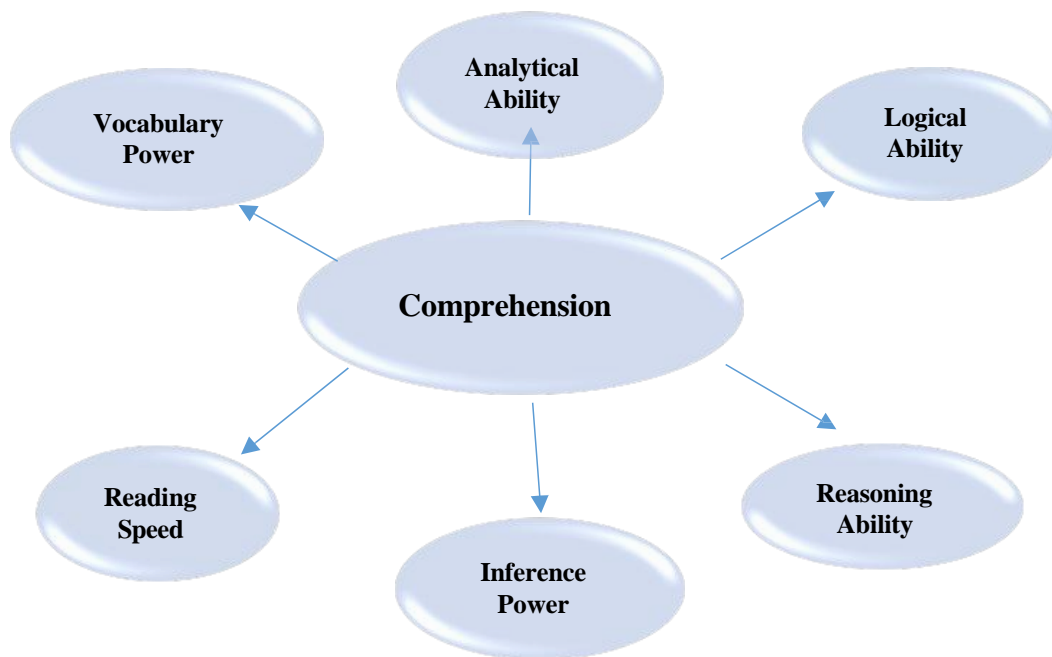 Analytical
Ability
Vocabulary
Power
Logical
Ability
Comprehension
Reading
Speed
Reasoning
Ability
Inference
Power